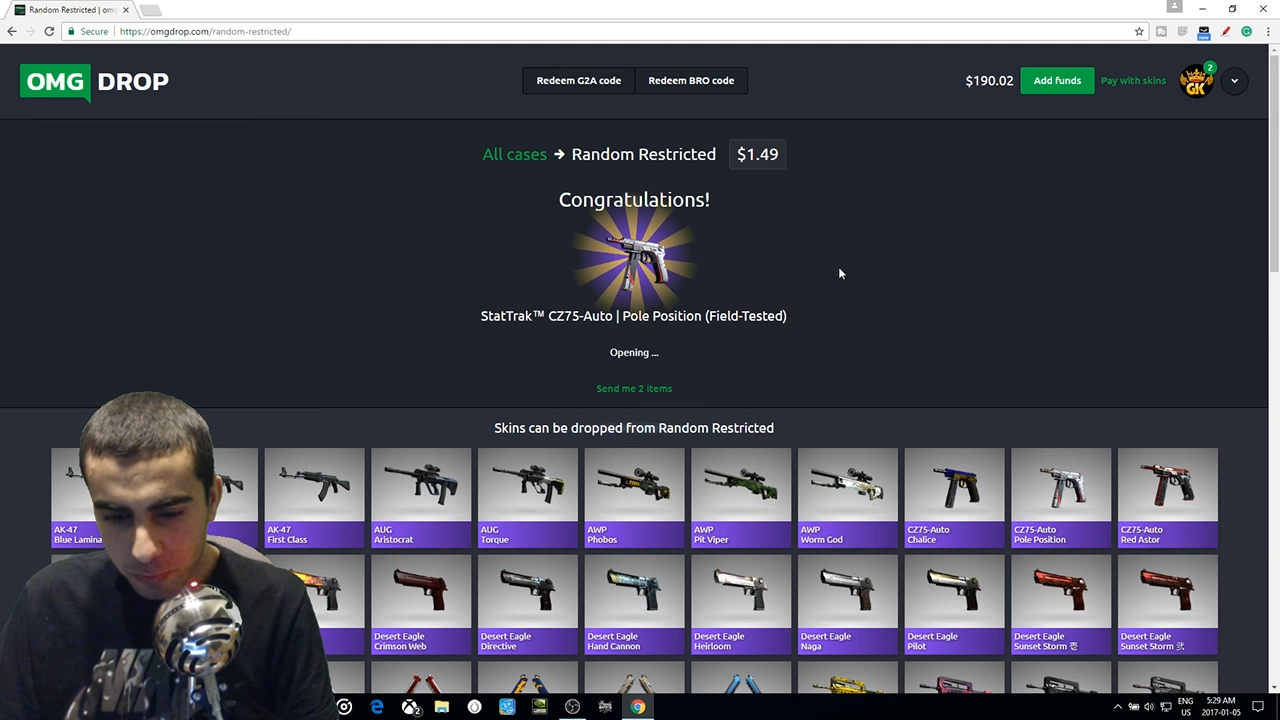 Random Restricted | om
Secure
https://omgdrop.com/random-restricted/
new
OMG DROP
Redeem G2A code
Redeem BRO code
$190.02
Add funds
Pay with skins
GK
2
All cases → Random Restricted $1.49
Congratulations!
StatTrak™ CZ75-Auto | Pole Position (Field-Tested)
Opening ...
Send me 2 items
Skins can be dropped from Random Restricted
AK-47
Blue Lamina
AK-47
First Class
AUG
Aristocrat
AUG
Torque
AWP
Phobos
AWP
Pit Viper
AWP
Worm God
CZ75-Auto
Chalice
CZ75-Auto
Pole Position
CZ75-Auto
Red Astor
Desert Eagle
Crimson Web
Desert Eagle
Directive
Desert Eagle
Hand Cannon
Desert Eagle
Heirloom
Desert Eagle
Naga
Desert Eagle
Pilot
Desert Eagle
Sunset Storm 壱
Desert Eagle
Sunset Storm 弐
2
ENG
US
5:29 AM
2017-01-05